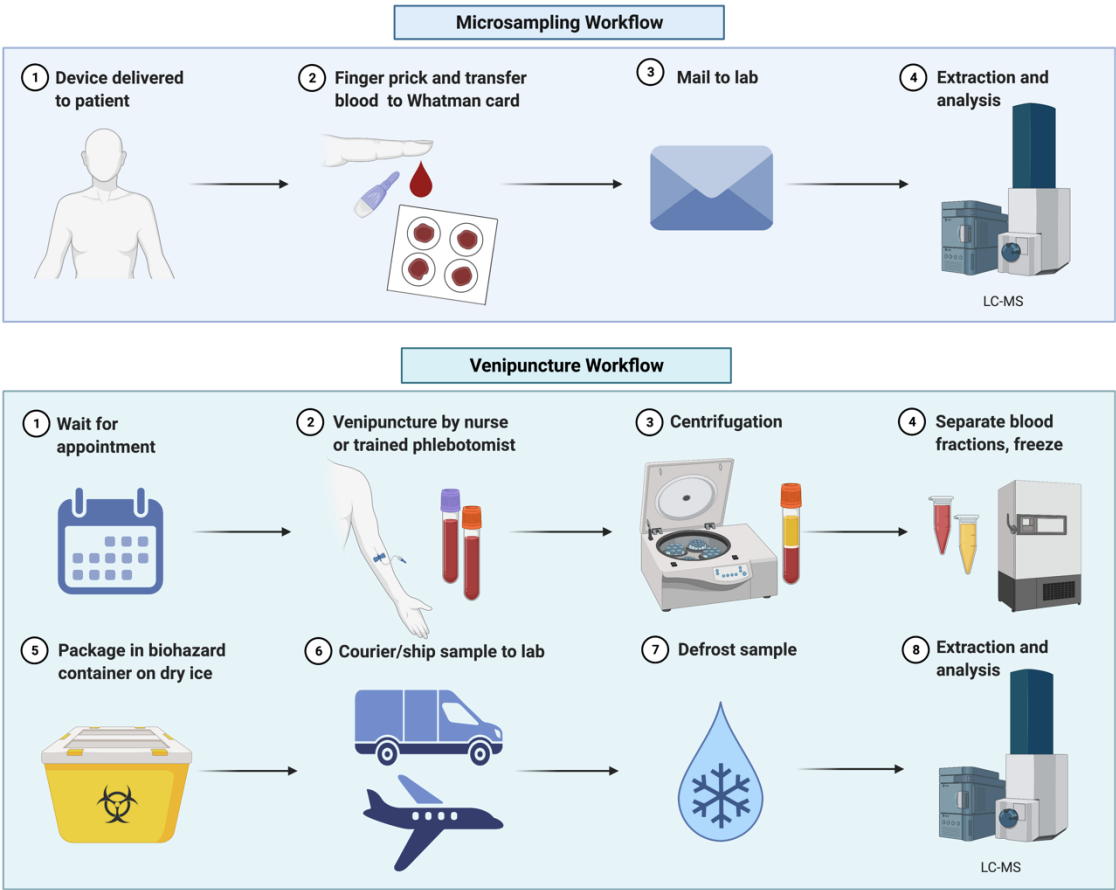 Microsampling Workflow
1 Device delivered
to patient
2 Finger prick and transfer
blood to Whatman card
3 Mail to lab
4 Extraction and
analysis
LC-MS
Venipuncture Workflow
1 Wait for
appointment
2 Venipuncture by nurse
or trained phlebotomist
3 Centrifugation
4 Separate blood
fractions, freeze
5 Package in biohazard
container on dry ice
6 Courier/ship sample to lab
7 Defrost sample
8 Extraction and
analysis
LC-MS